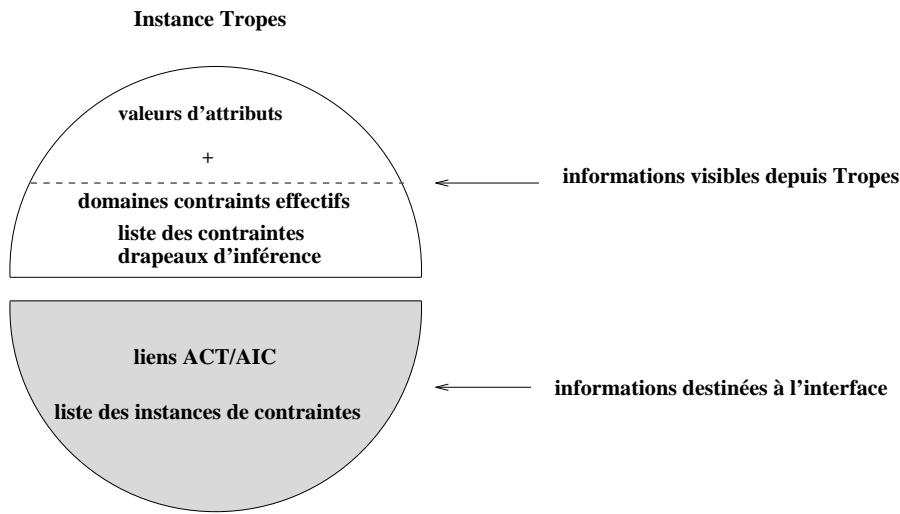 Instance Tropes
valeurs d'attributs
+
informations visibles depuis Tropes
domaines contraints effectifs
liste des contraintes
drapeaux d'inférence
liens ACT/AIC
informations destinées à l'interface
liste des instances de contraintes